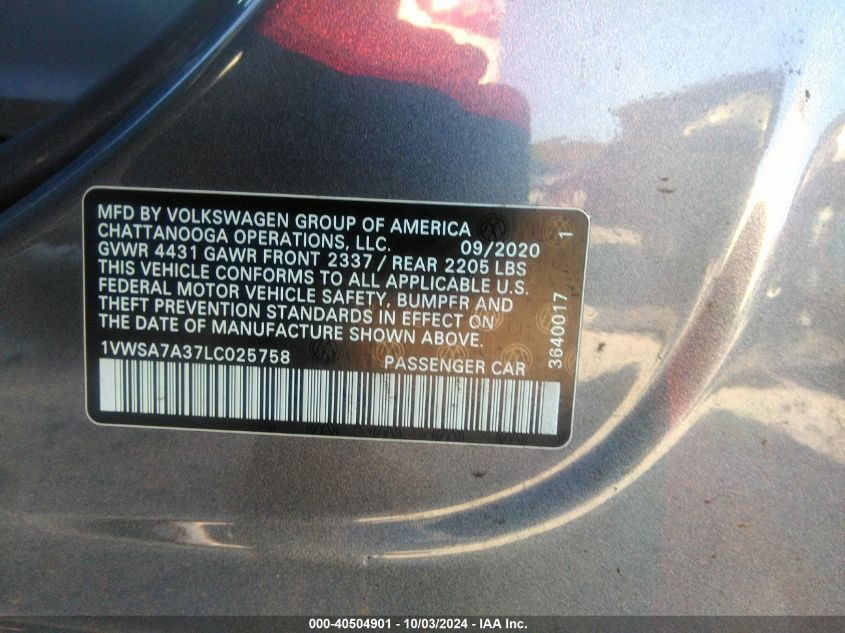 MFD BY VOLKSWAGEN GROUP OF AMERICA
CHATTANOOGA OPERATIONS, LLC. 09/2020
GVWR 4431 GAWR FRONT 2337 / REAR 2205 LBS
THIS VEHICLE CONFORMS TO ALL APPLICABLE U.S.
FEDERAL MOTOR VEHICLE SAFETY, BUMPER AND
THEFT PREVENTION STANDARDS IN EFFECT ON
THE DATE OF MANUFACTURE SHOWN ABOVE.
1VWSA7A37LC025758 PASSENGER CAR
3640017 1
000-40504901 - 10/03/2024 - IAA Inc.